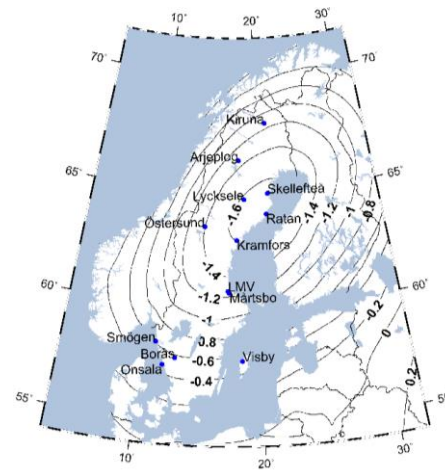 10° 20° 30°
70° 70°
Kiruna
Arjeplog
65° 65°
Skellefteå
Lycksele
-1.6 -1.4 -1.2 -1 -0.8
Östersund Ratan
Kramfors
-1.4
60° LMV 60°
-1.2 Mårtsbo
-0.2
-1
Smögen 0.8 0
Borås -0.6 Visby
Onsala
-0.4 0.2
55° 55°
10° 20° 30°